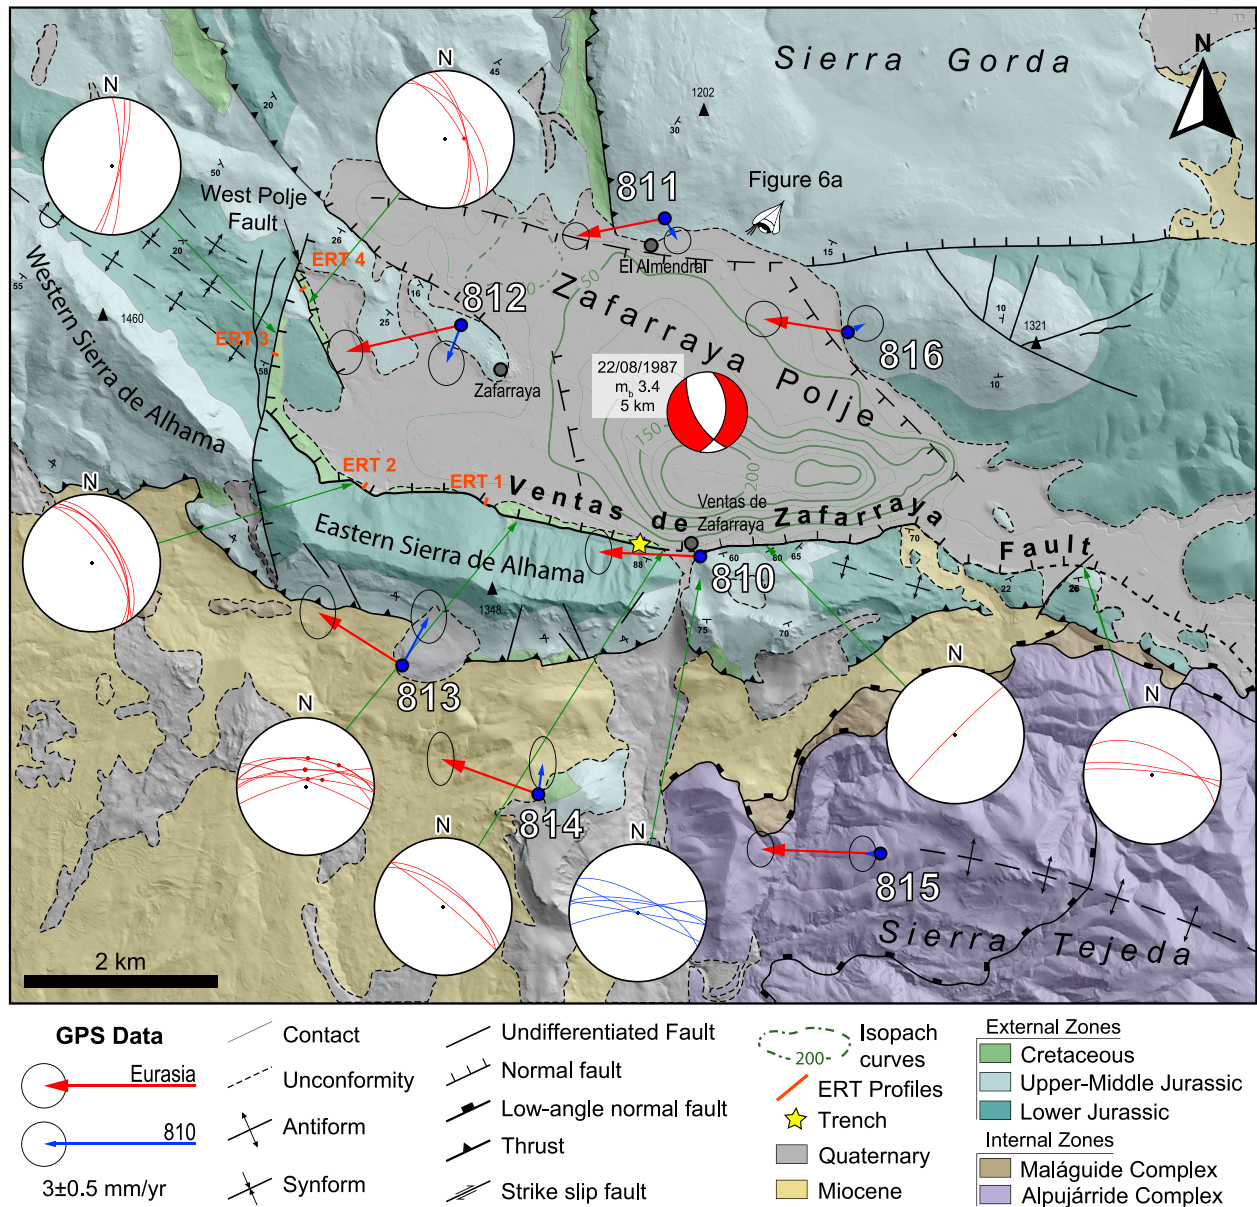 Sierra Gorda
N
45
20
1202
30
N
N
50
West Polje
Fault
811
Figure 6a
20
26
ERT 4
El Almendral
50
15
55
Western Sierra de Alhama
1460
16
812
25
ERT 3
58
Zafarraya
Zafarraya Polje
22/08/1987
mb 3.4
5 km
816
10
1321
10
150
200
ERT 2
ERT 1
Ventas de Zafarraya Fault
Ventas de
Zafarraya
N
Eastern Sierra de Alhama
88
810
60
80
65
70
22
26
1348
75
70
813
N
N
N
814
N
N
815
Sierra Tejeda
2 km
GPS Data
Eurasia
810
3±0.5 mm/yr
Contact
Unconformity
Antiform
Synform
Undifferentiated Fault
Normal fault
Low-angle normal fault
Thrust
Strike slip fault
200
Isopach
curves
ERT Profiles
Trench
Quaternary
Miocene
External Zones
Cretaceous
Upper-Middle Jurassic
Lower Jurassic
Internal Zones
Maláguide Complex
Alpujárride Complex